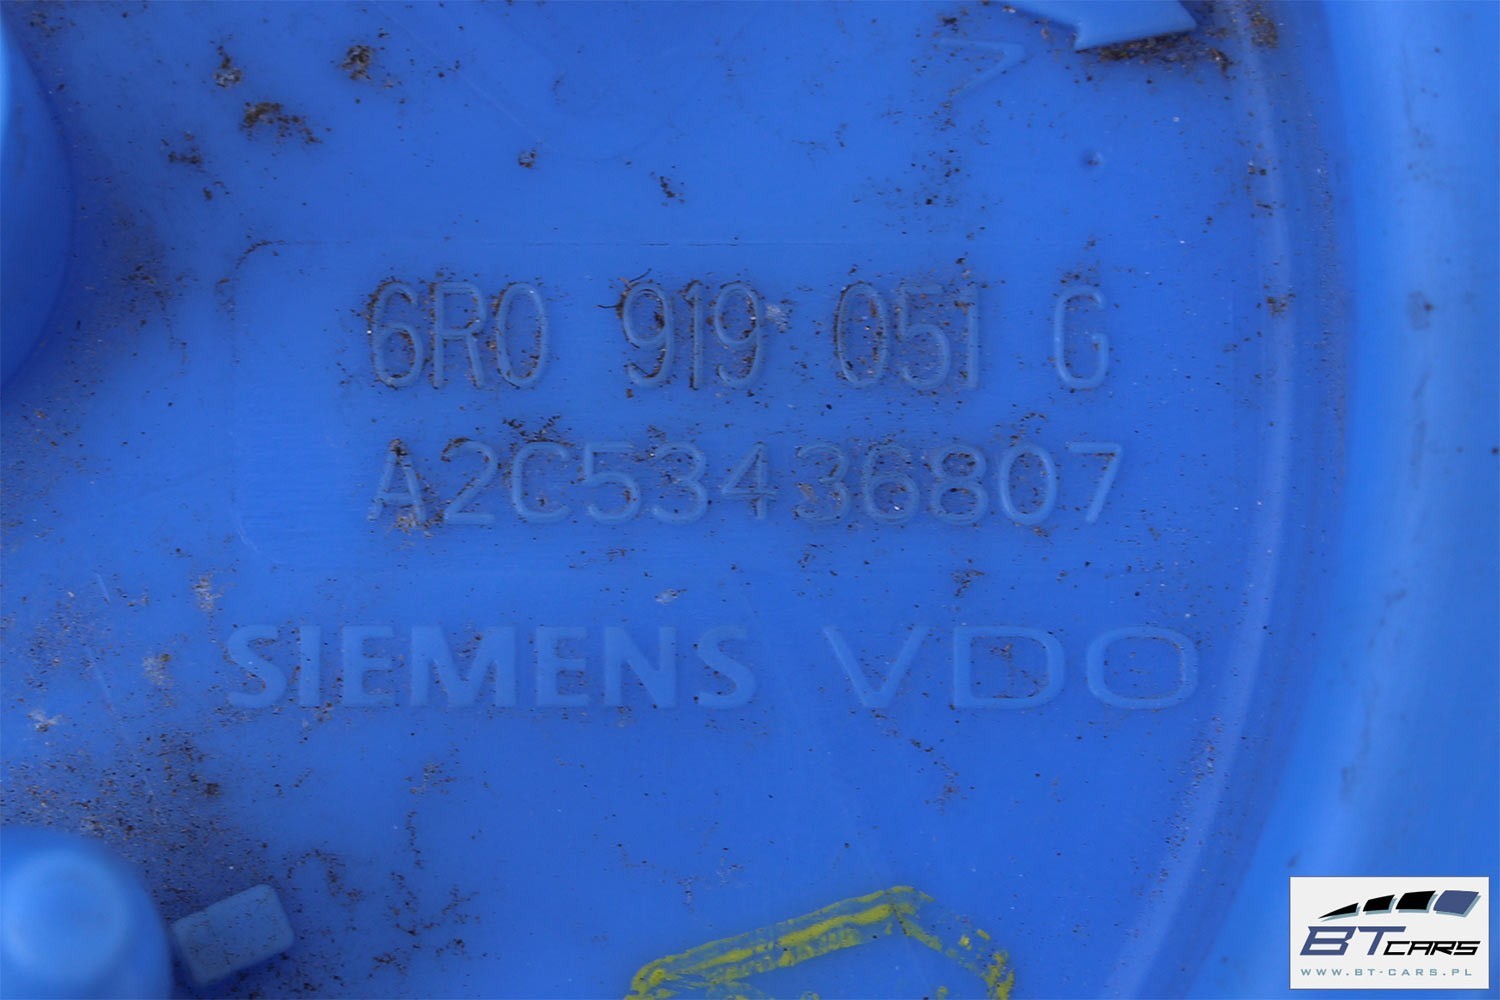 6R0 919 051 G
A2C53436807
SIEMENS VDO
BT CARS
WWW.BT-CARS.PL